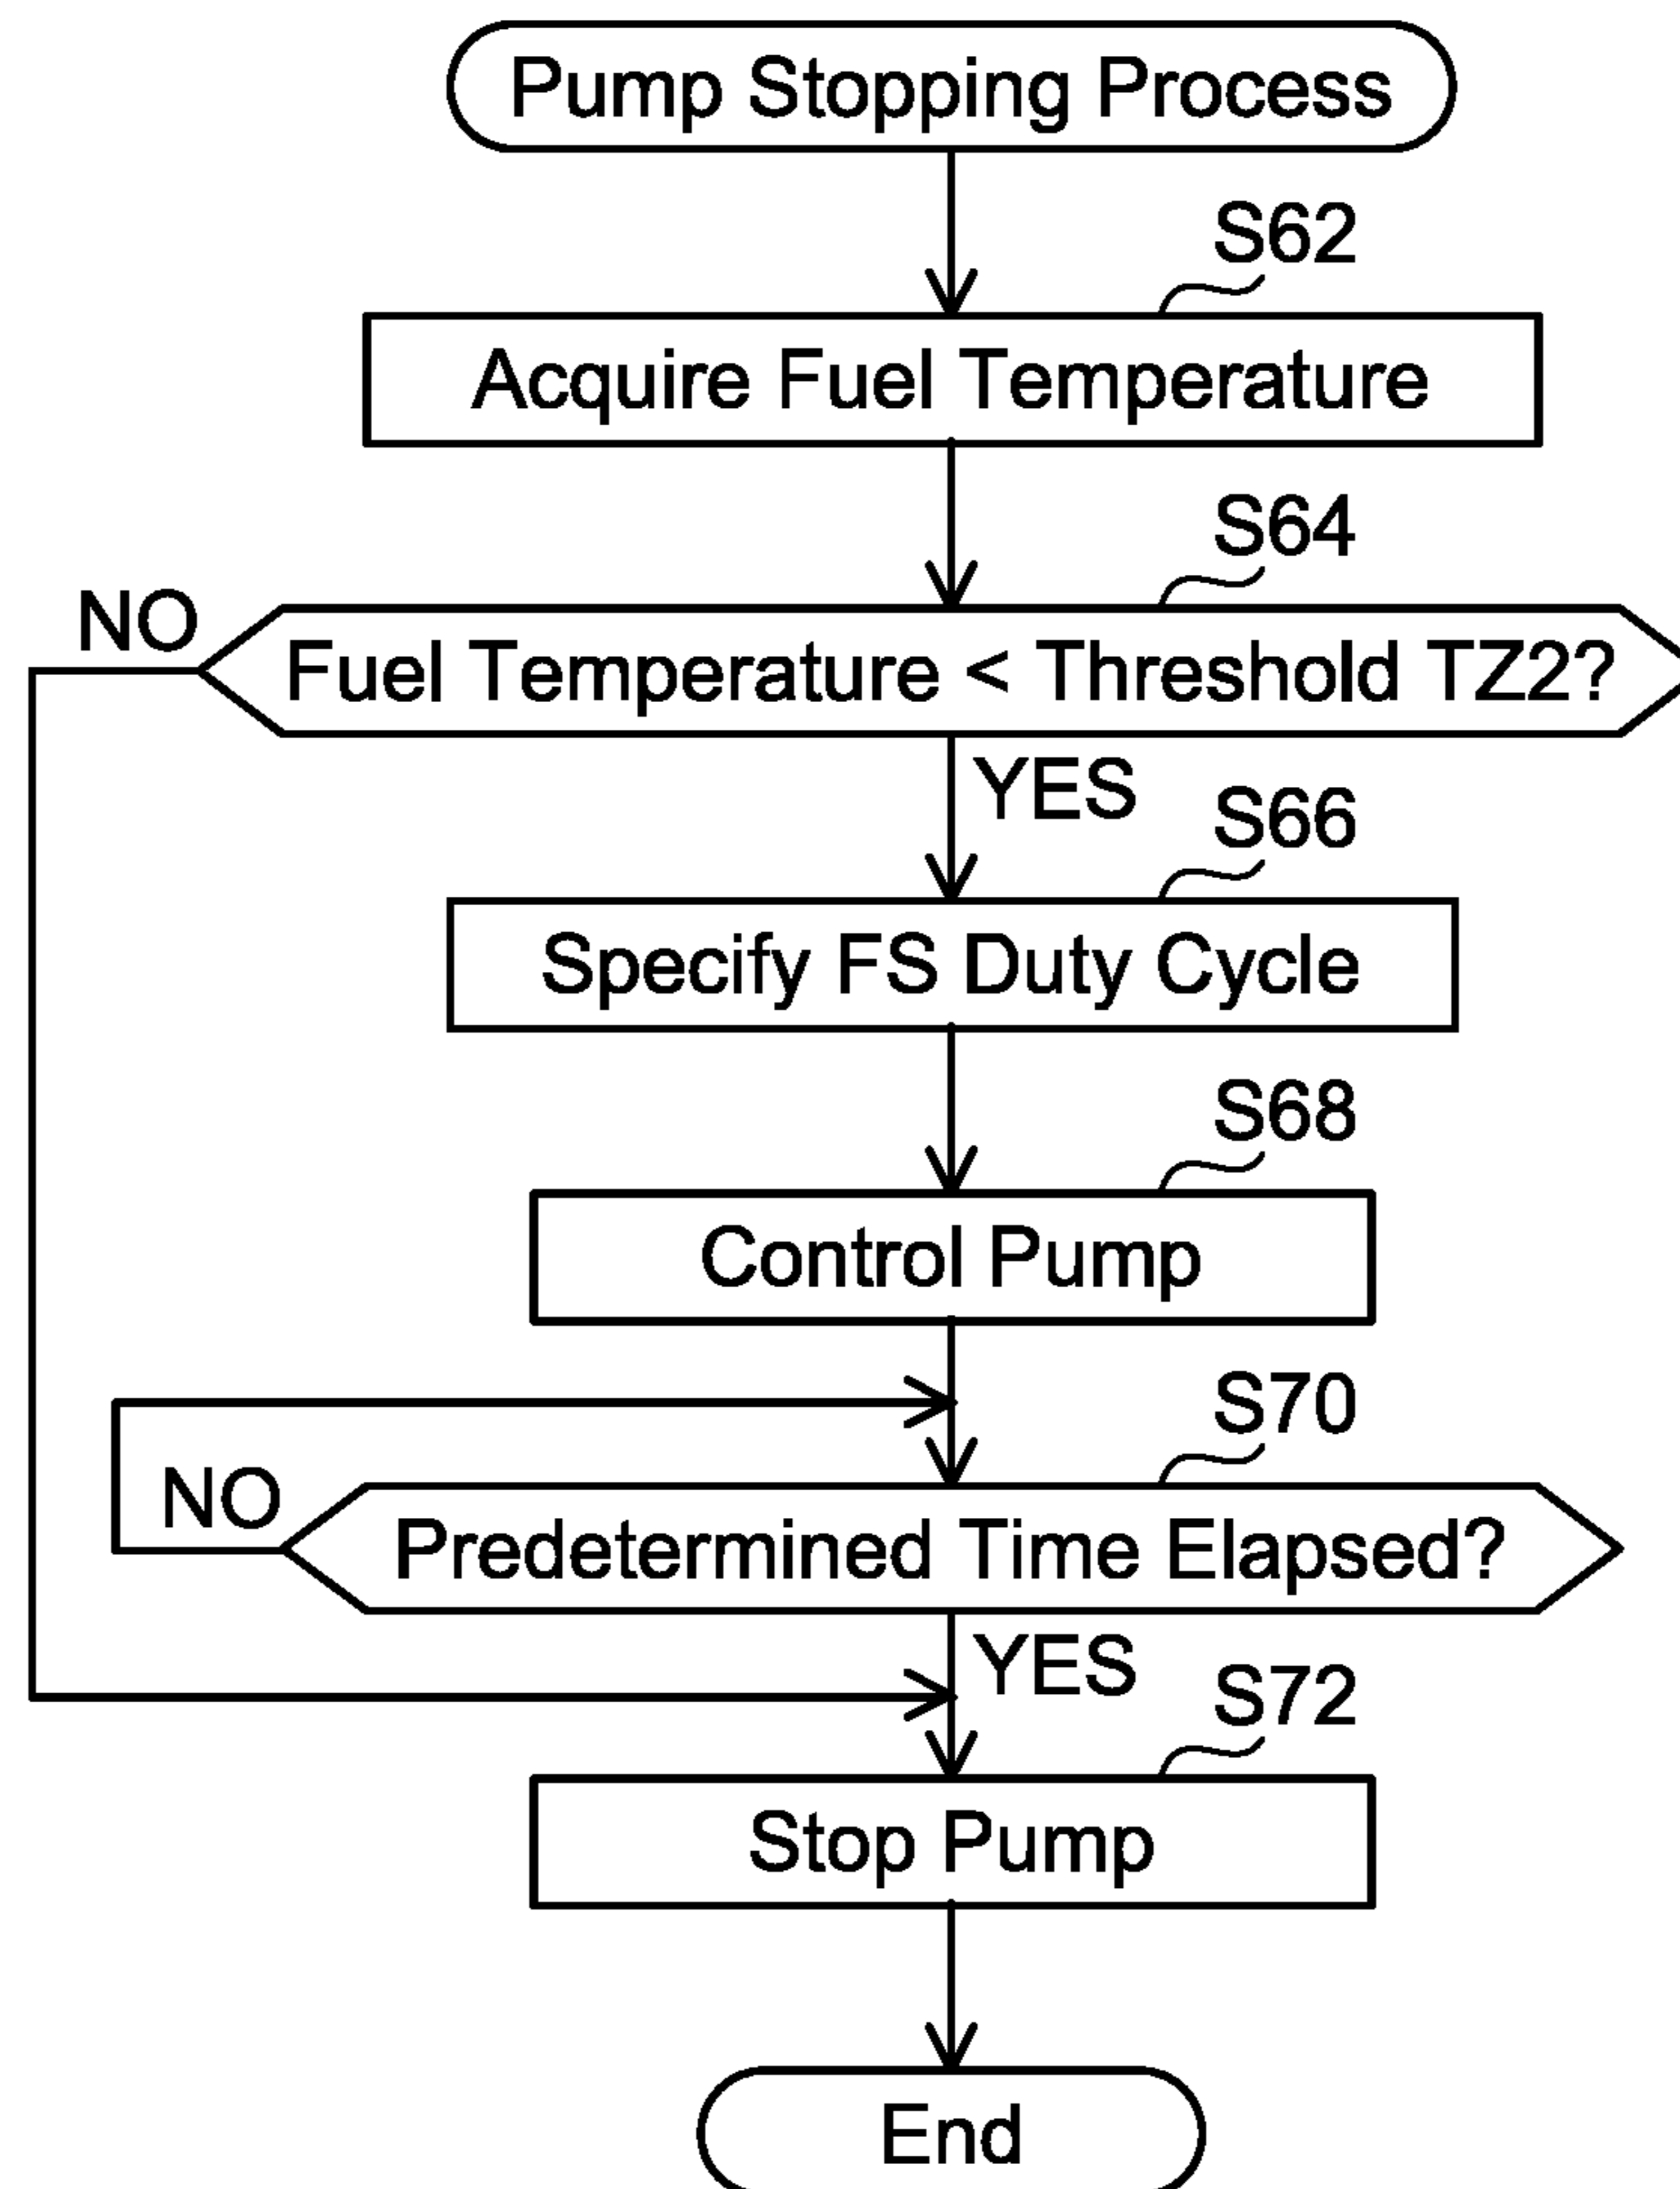 Pump Stopping Process
S62
Acquire Fuel Temperature
S64
NO
Fuel Temperature < Threshold TZ2?
YES
S66
Specify FS Duty Cycle
S68
Control Pump
S70
NO
Predetermined Time Elapsed?
YES
S72
Stop Pump
End